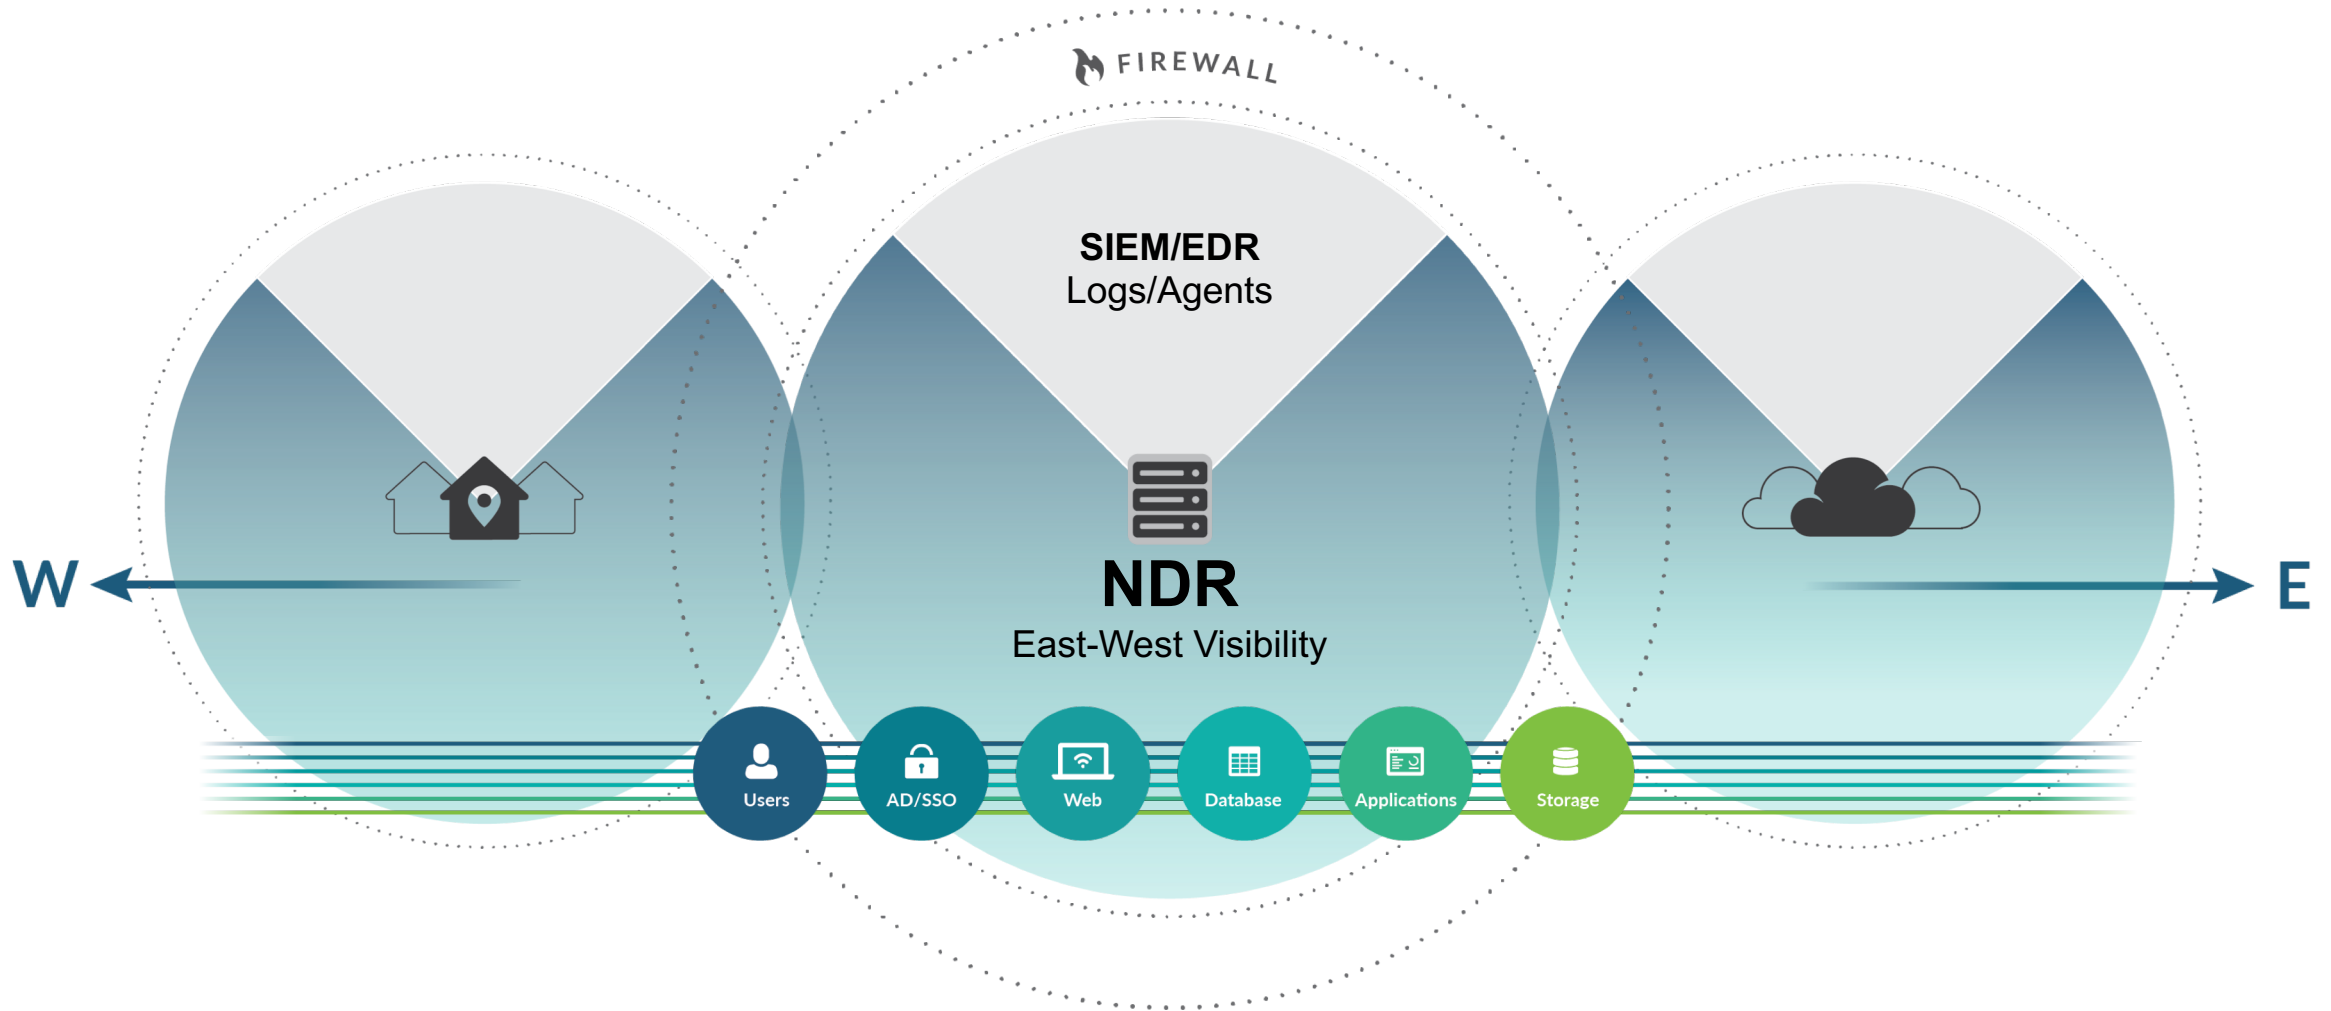 FIREWALL
SIEM/EDR
Logs/Agents
W
E
NDR
East-West Visibility
Users
AD/SSO
Web
Database
Applications
Storage